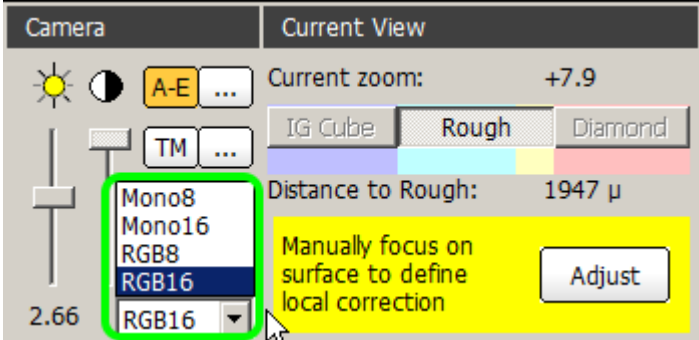 Camera
Current View
A-E
...
Current zoom:
+7.9
IG Cube
Rough
Diamond
TM
...
Distance to Rough:
1947 µ
Mono8
Mono16
RGB8
RGB16
Manually focus on
surface to define
local correction
Adjust
2.66
RGB16